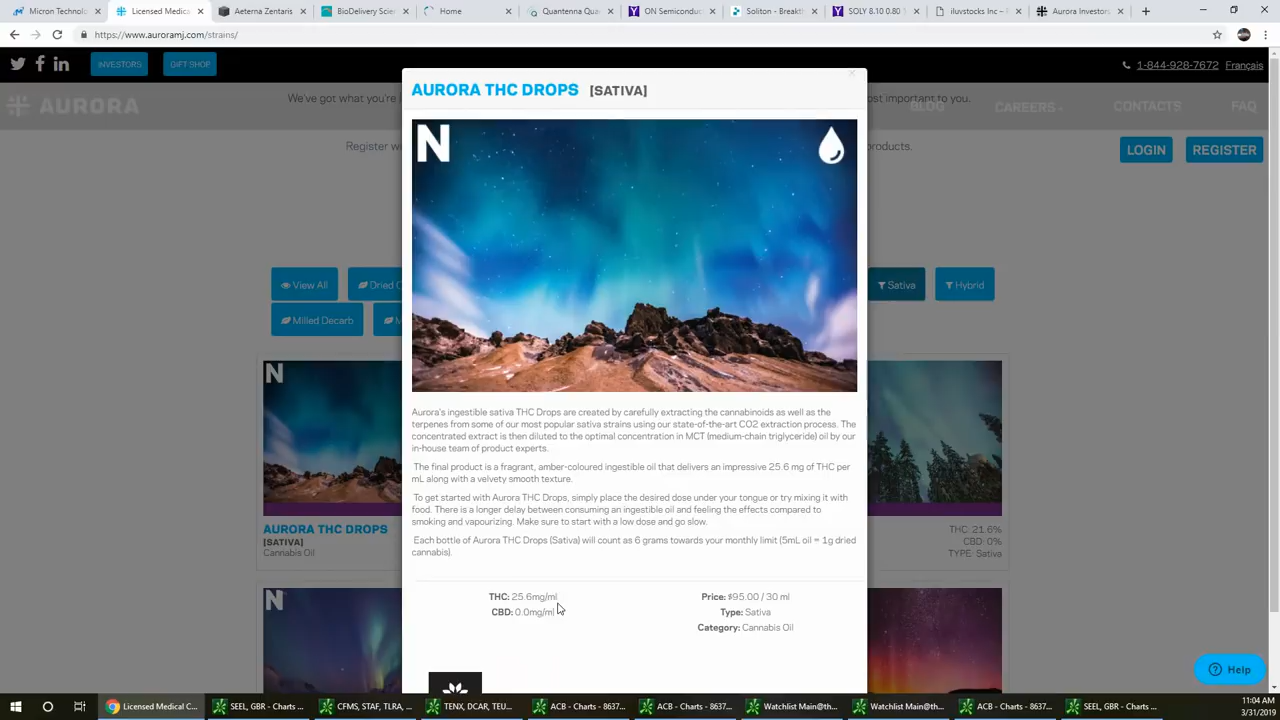 Micron Technolo
Licensed Medical
Aeterna Zentaris
BioDelivery Scie
Home
Quantenna Qua
ON Semiconduc
Soliton - Breakth
SOLY 8.10 0.80
iluvstocks Inc –
Aurora Investors
https://www.auroramj.com/strains/
INVESTORS
GIFT SHOP
1-844-928-7672
Français
AURORA
We've got what you're
ost important to you.
BLOG
CAREERS
CONTACTS
FAQ
Register w
products.
LOGIN
REGISTER
AURORA THC DROPS [SATIVA]
N
View All
Dried C
Sativa
Hybrid
Milled Decarb
M
N
AURORA THC DROPS
[SATIVA]
Cannabis Oil
THC: 21.6%
CBD: 0%
TYPE: Sativa
N
Aurora's ingestible sativa THC Drops are created by carefully extracting the cannabinoids as well as the
terpenes from some of our most popular sativa strains using our state-of-the-art CO2 extraction process. The
concentrated extract is then diluted to the optimal concentration in MCT (medium-chain triglyceride) oil by our
in-house team of product experts.
The final product is a fragrant, amber-coloured ingestible oil that delivers an impressive 25.6 mg of THC per
mL along with a velvety smooth texture.
To get started with Aurora THC Drops, simply place the desired dose under your tongue or try mixing it with
food. There is a longer delay between consuming an ingestible oil and feeling the effects compared to
smoking and vapourizing. Make sure to start with a low dose and go slow.
Each bottle of Aurora THC Drops (Sativa) will count as 6 grams towards your monthly limit (5mL oil = 1g dried
cannabis).
THC: 25.6mg/ml
CBD: 0.0mg/ml
Price: $95.00 / 30 ml
Type: Sativa
Category: Cannabis Oil
Help
Licensed Medical C...
SEEL, GBR - Charts ...
CFMS, STAF, TLRA, ...
TENX, DCAR, TEU...
ACB - Charts - 8637...
ACB - Charts - 8637...
Watchlist Main@th...
Watchlist Main@th...
ACB - Charts - 8637...
SEEL, GBR - Charts ...
11:04 AM
3/31/2019